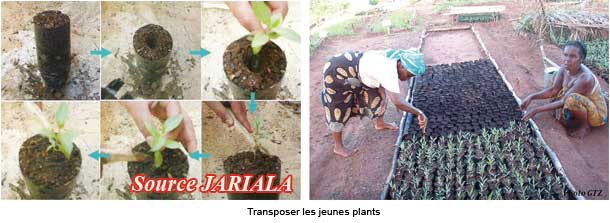 Source JARIALA
Photo GTZ
Transposer les jeunes plants